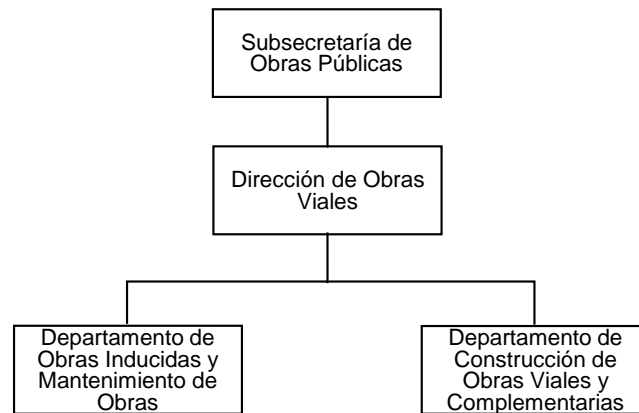 Subsecretaría de
Obras Públicas
Dirección de Obras
Viales
Departamento de
Obras Inducidas y
Mantenimiento de
Obras
Departamento de
Construcción de
Obras Viales y
Complementarias